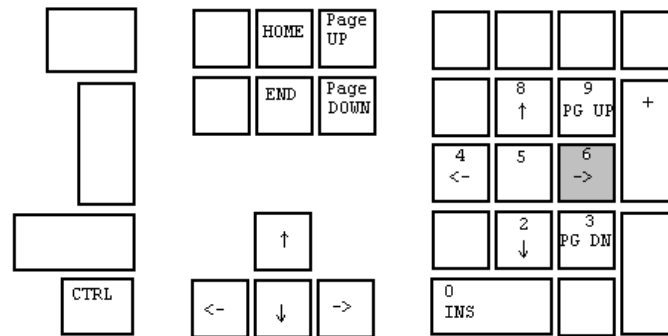 HOME
Page
UP
END
Page
DOWN
8
↑
9
PG UP
+
4
<-
5
6
->
2
↓
3
PG DN
↑
CTRL
<-
↓
->
0
INS